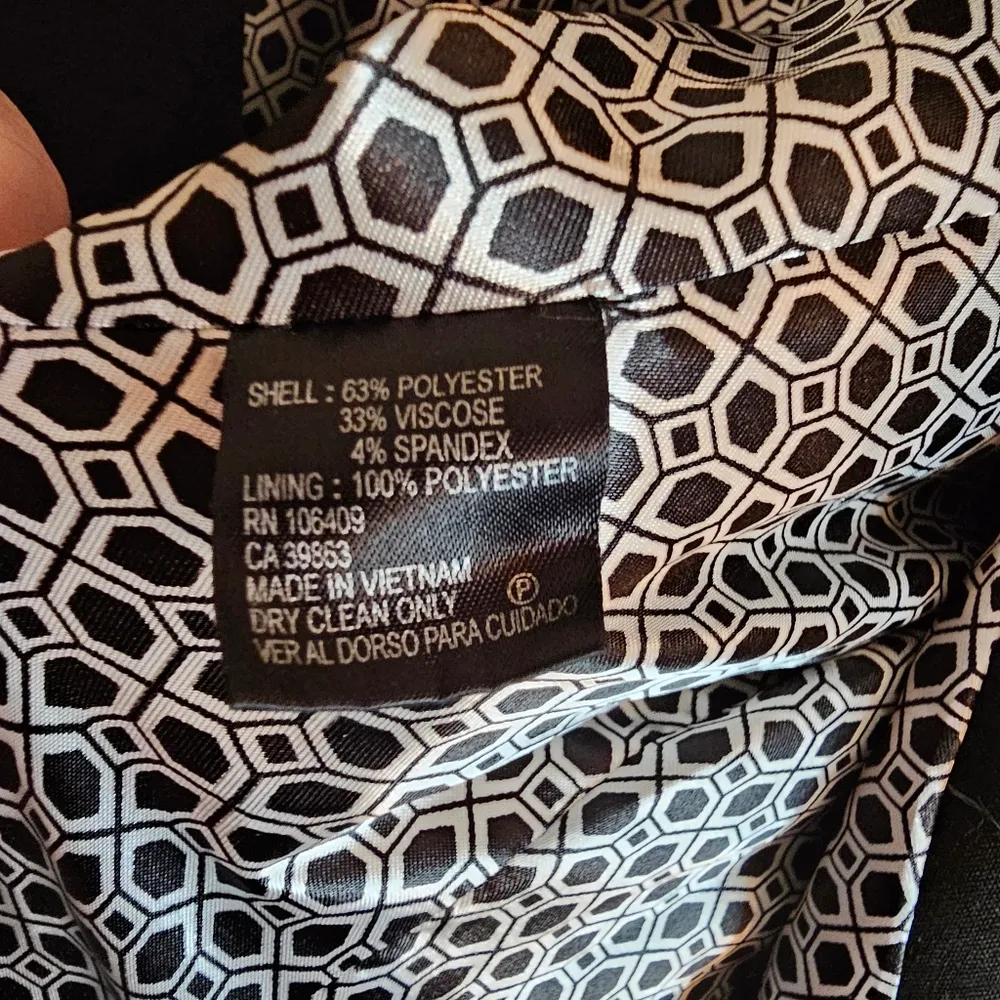 SHELL : 63% POLYESTER
33% VISCOSE
4% SPANDEX
LINING : 100% POLYESTER
RN 106409
CA 39863
MADE IN VIETNAM
DRY CLEAN ONLY P
VER AL DORSO PARA CUIDADO